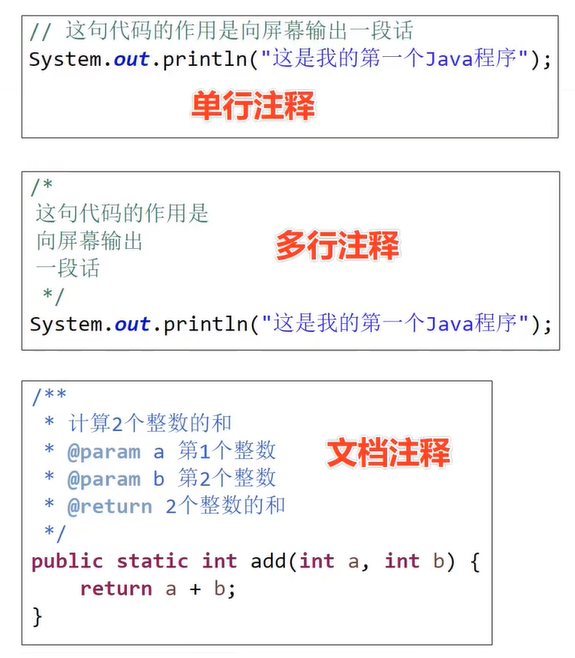 // 这句代码的作用是向屏幕输出一段话
System.out.println("这是我的第一个Java程序");
单行注释
/*
这句代码的作用是
向屏幕输出
一段话
*/
多行注释
System.out.println("这是我的第一个Java程序");
/**
* 计算2个整数的和
* @param a 第1个整数
* @param b 第2个整数
* @return 2个整数的和
*/
文档注释
public static int add(int a, int b) {
return a + b;
}